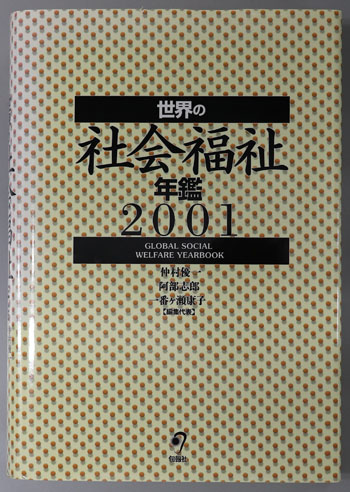 世界の
社会福祉
年鑑
2001
GLOBAL SOCIAL
WELFARE YEARBOOK
仲村優一
阿部志郎
一番ヶ瀬康子
【編集代表】
旬報社